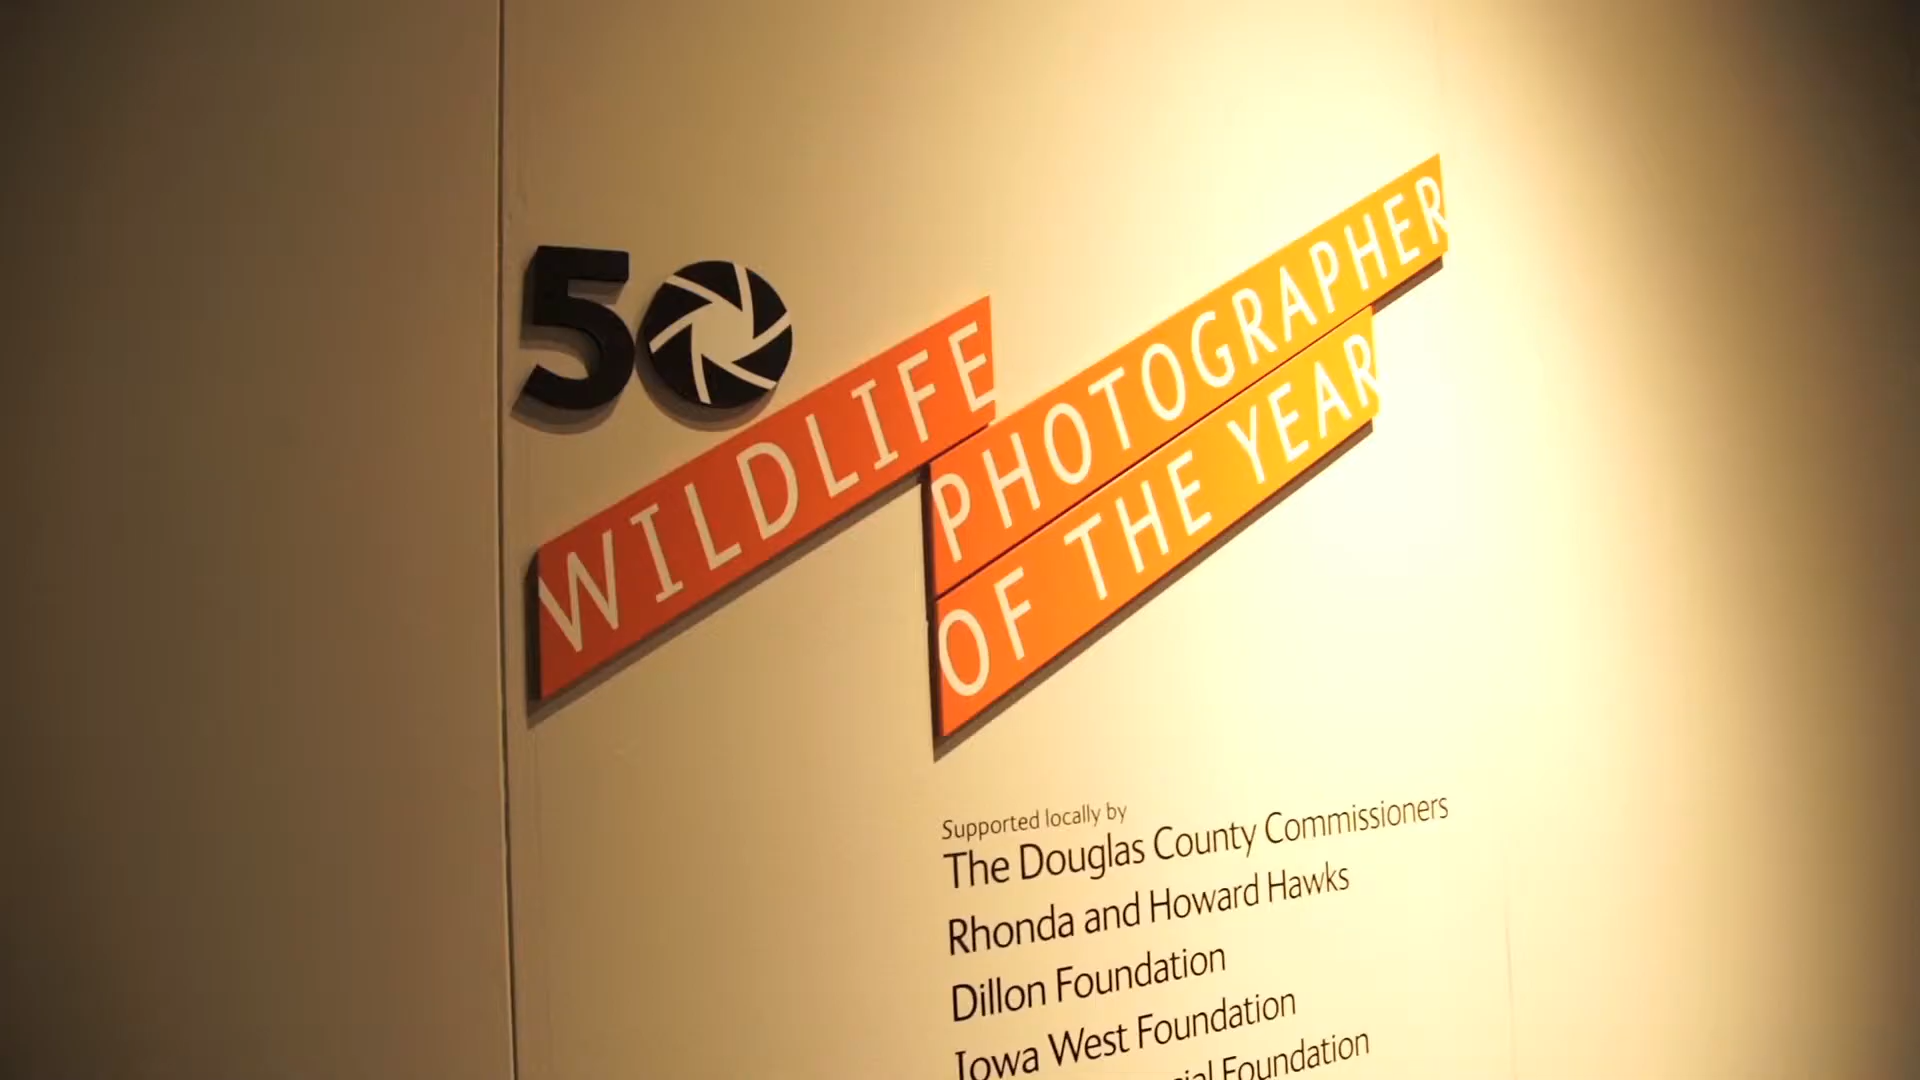 50
WILDLIFE
PHOTOGRAPHER
OF THE YEAR
Supported locally by
The Douglas County Commissioners
Rhonda and Howard Hawks
Dillon Foundation
Iowa West Foundation
Foundation